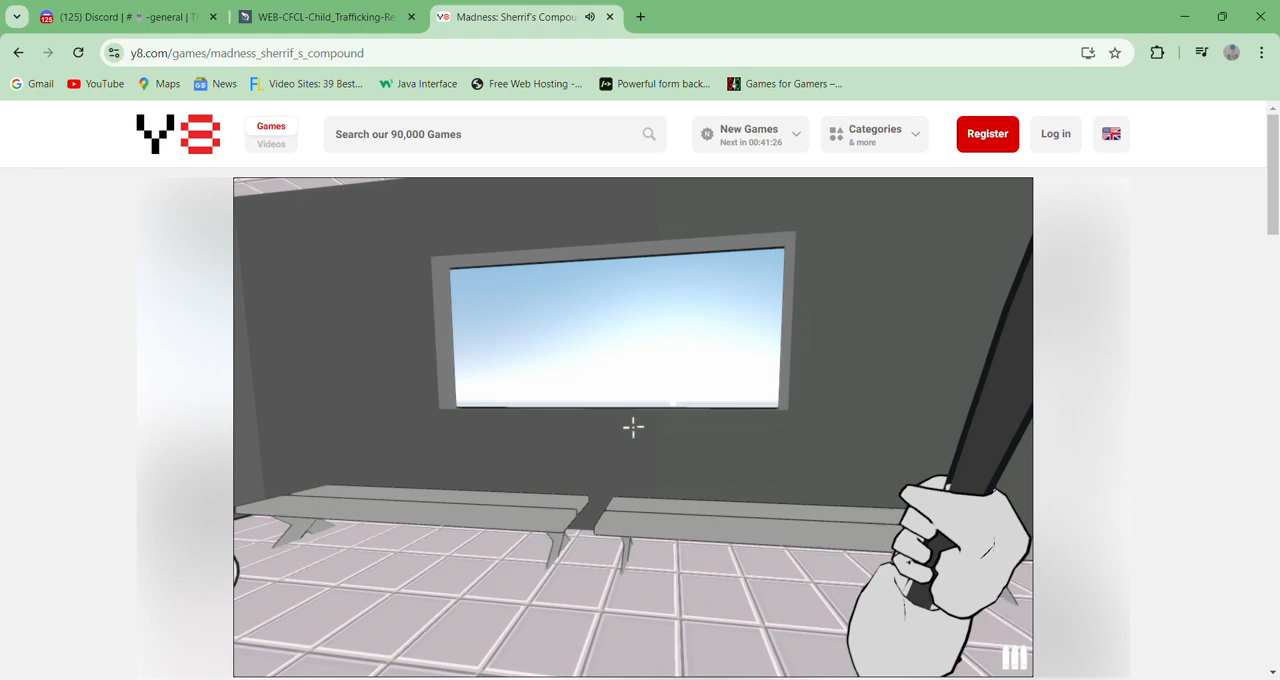 (125) Discord | # -general | T
WEB-CFCL-Child_Trafficking-Re
Madness: Sherrif's Compou
y8.com/games/madness_sherrif_s_compound
Gmail
YouTube
Maps
News
Video Sites: 39 Best...
Java Interface
Free Web Hosting -...
Powerful form back...
Games for Gamers –...
Y8
Games
Videos
Search our 90,000 Games
New Games
Next in 00:41:26
Categories
& more
Register
Log in